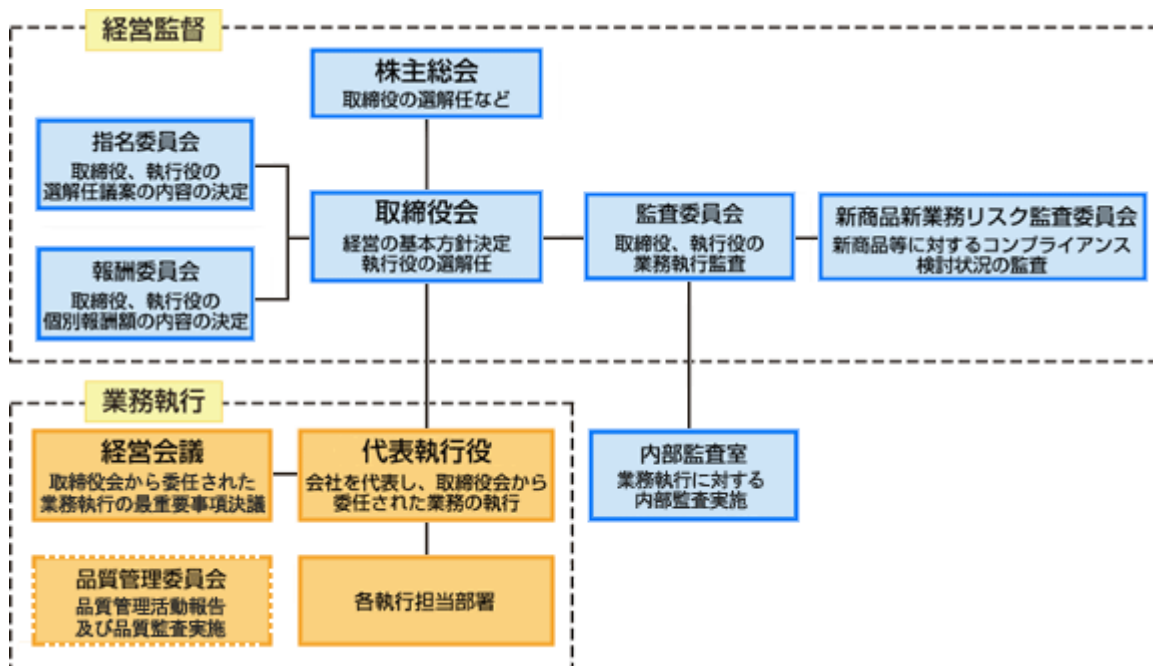 経営監督
株主総会
取締役の選解任など
指名委員会
取締役、執行役の
選解任議案の内容の決定
取締役会
経営の基本方針決定
執行役の選解任
監査委員会
取締役、執行役の
業務執行監査
新商品新業務リスク監査委員会
新商品等に対するコンプライアンス
検討状況の監査
報酬委員会
取締役、執行役の
個別報酬額の内容の決定
業務執行
経営会議
取締役会から委任された
業務執行の最重要事項決議
代表執行役
会社を代表し、取締役会から
委任された業務の執行
内部監査室
業務執行に対する
内部監査実施
品質管理委員会
品質管理活動報告
及び品質監査実施
各執行担当部署